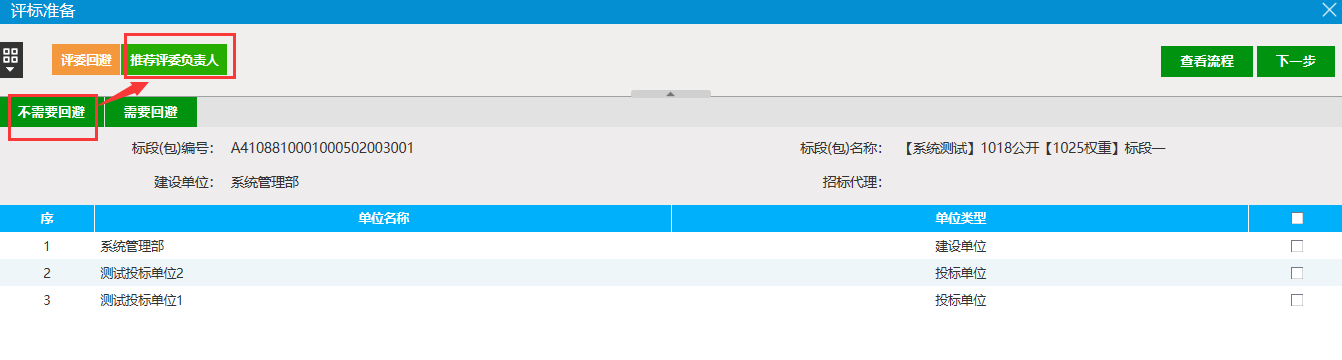 评标准备
评委回避 推荐评委负责人 查看流程 下一步
不需要回避 需要回避
标段(包)编号： A4108810001000502003001 标段(包)名称： 【系统测试】1018公开【1025权重】标段一
建设单位： 系统管理部 招标代理：
序 单位名称 单位类型
1 系统管理部 建设单位
2 测试投标单位2 投标单位
3 测试投标单位1 投标单位